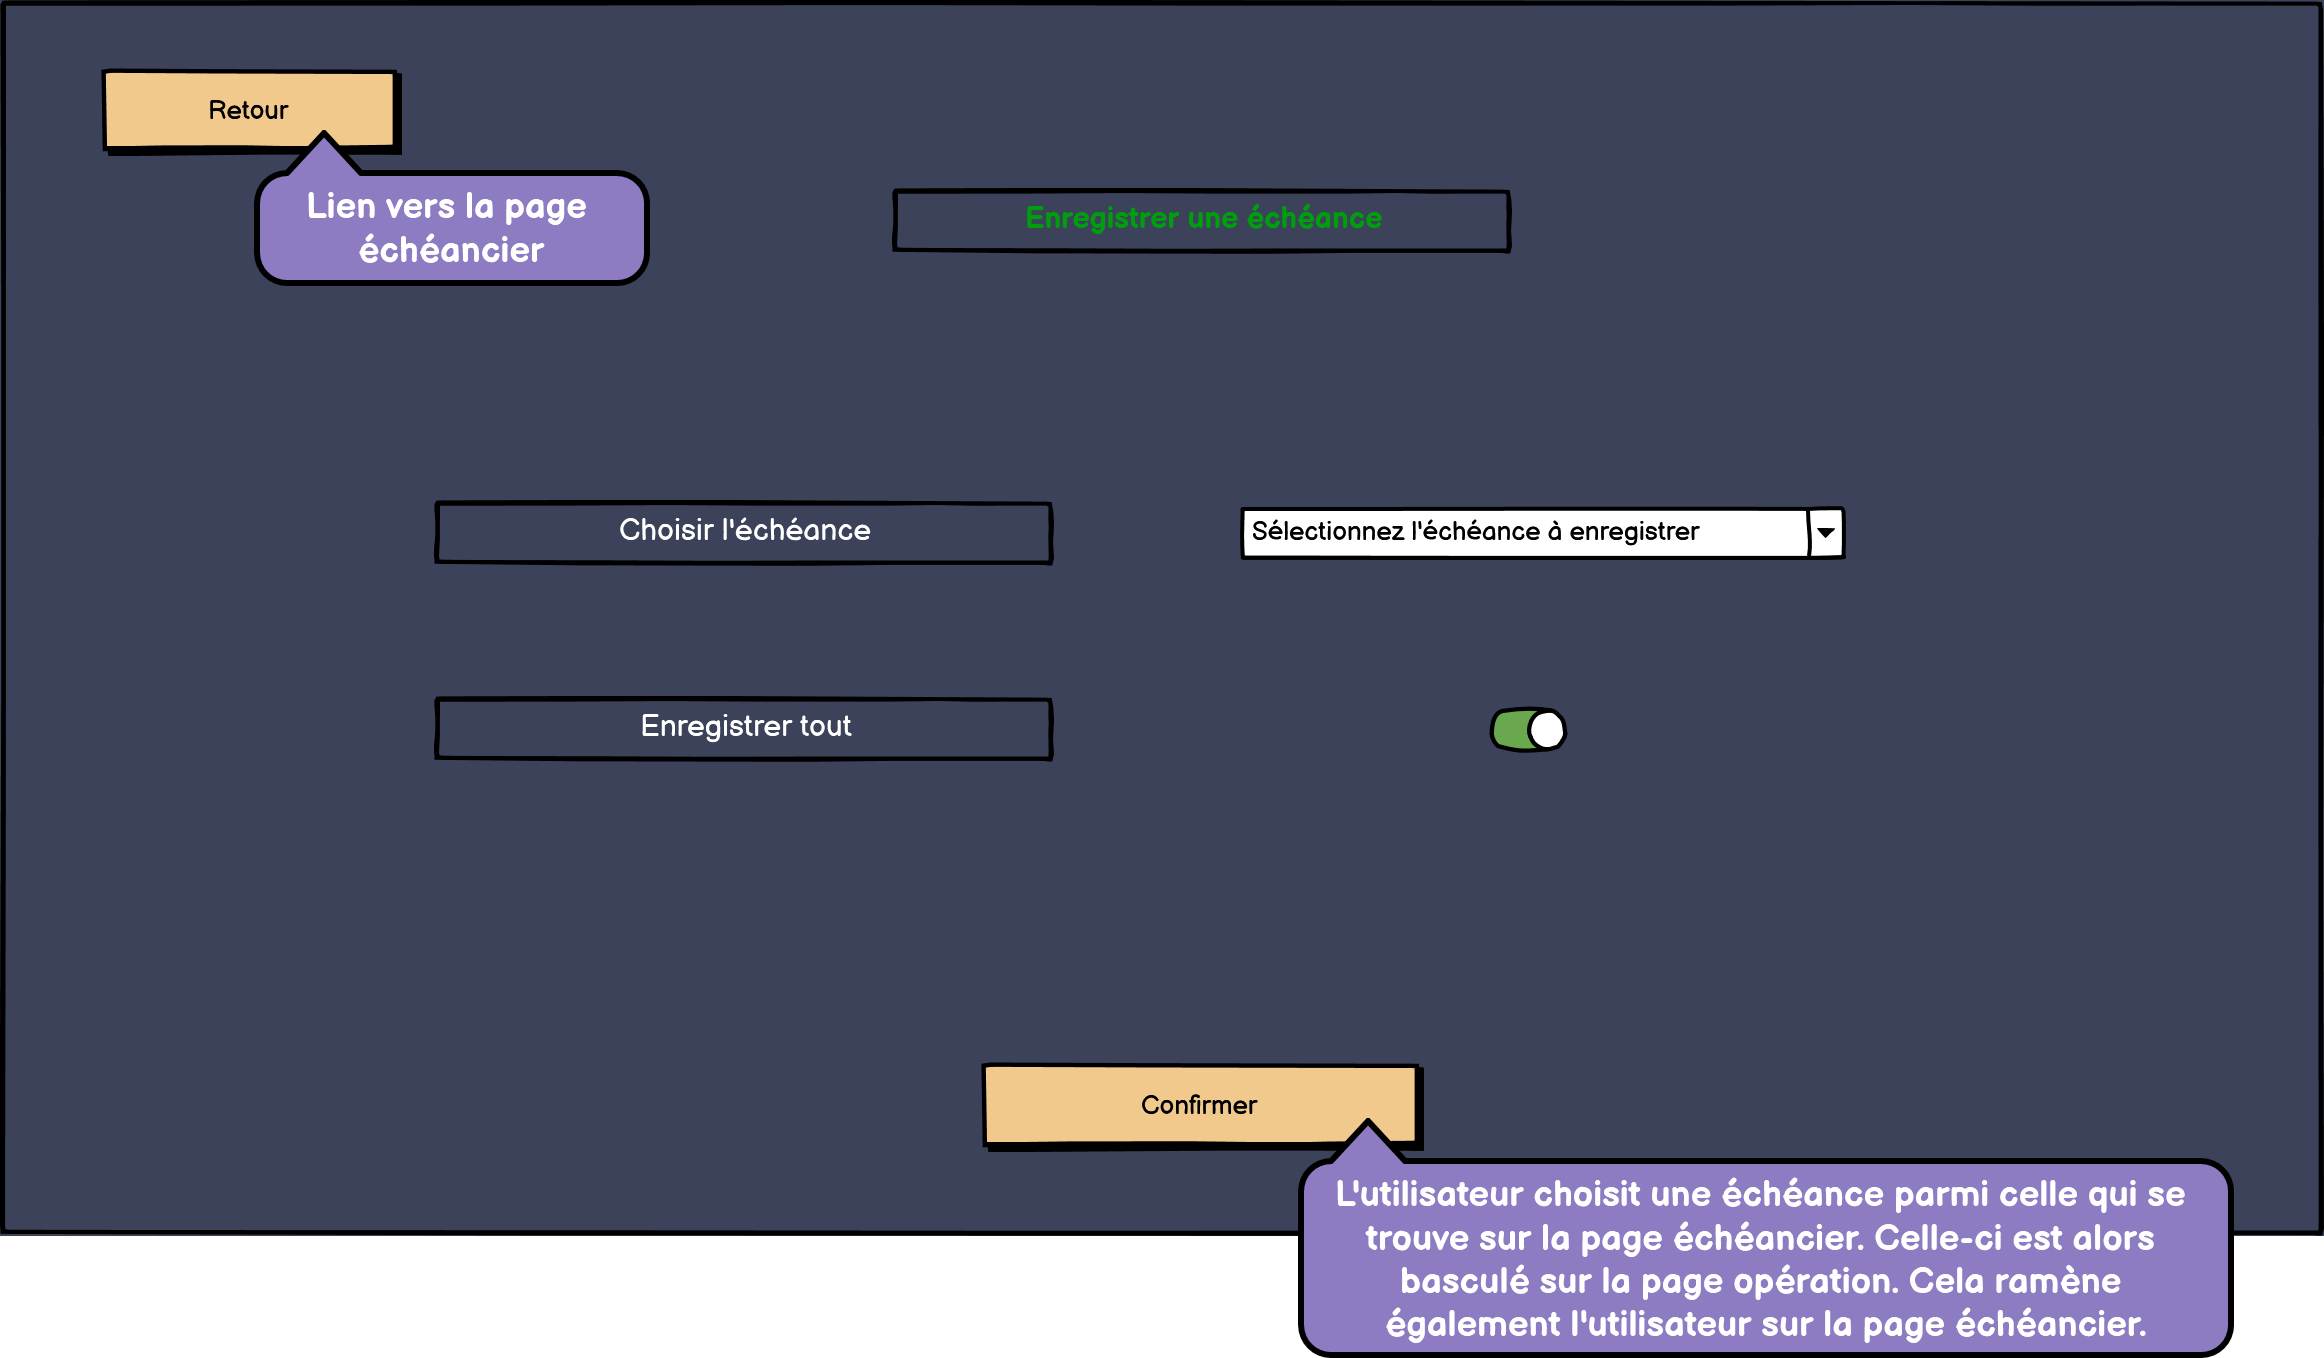 Retour
Lien vers la page
échéancier
Enregistrer une échéance
Choisir l'échéance
Sélectionnez l'échéance à enregistrer
Enregistrer tout
Confirmer
L'utilisateur choisit une échéance parmi celle qui se
trouve sur la page échéancier. Celle-ci est alors
basculé sur la page opération. Cela ramène
également l'utilisateur sur la page échéancier.